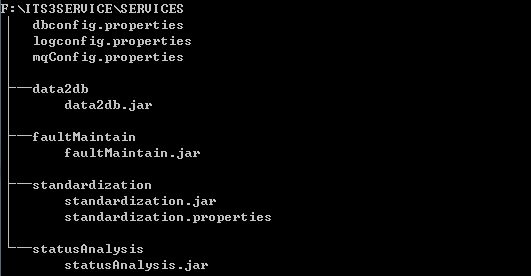 F:\ITS3SERVICE\SERVICES
dbconfig.properties
logconfig.properties
mqConfig.properties
data2db
data2db.jar
faultMaintain
faultMaintain.jar
standardization
standardization.jar
standardization.properties
statusAnalysis
statusAnalysis.jar